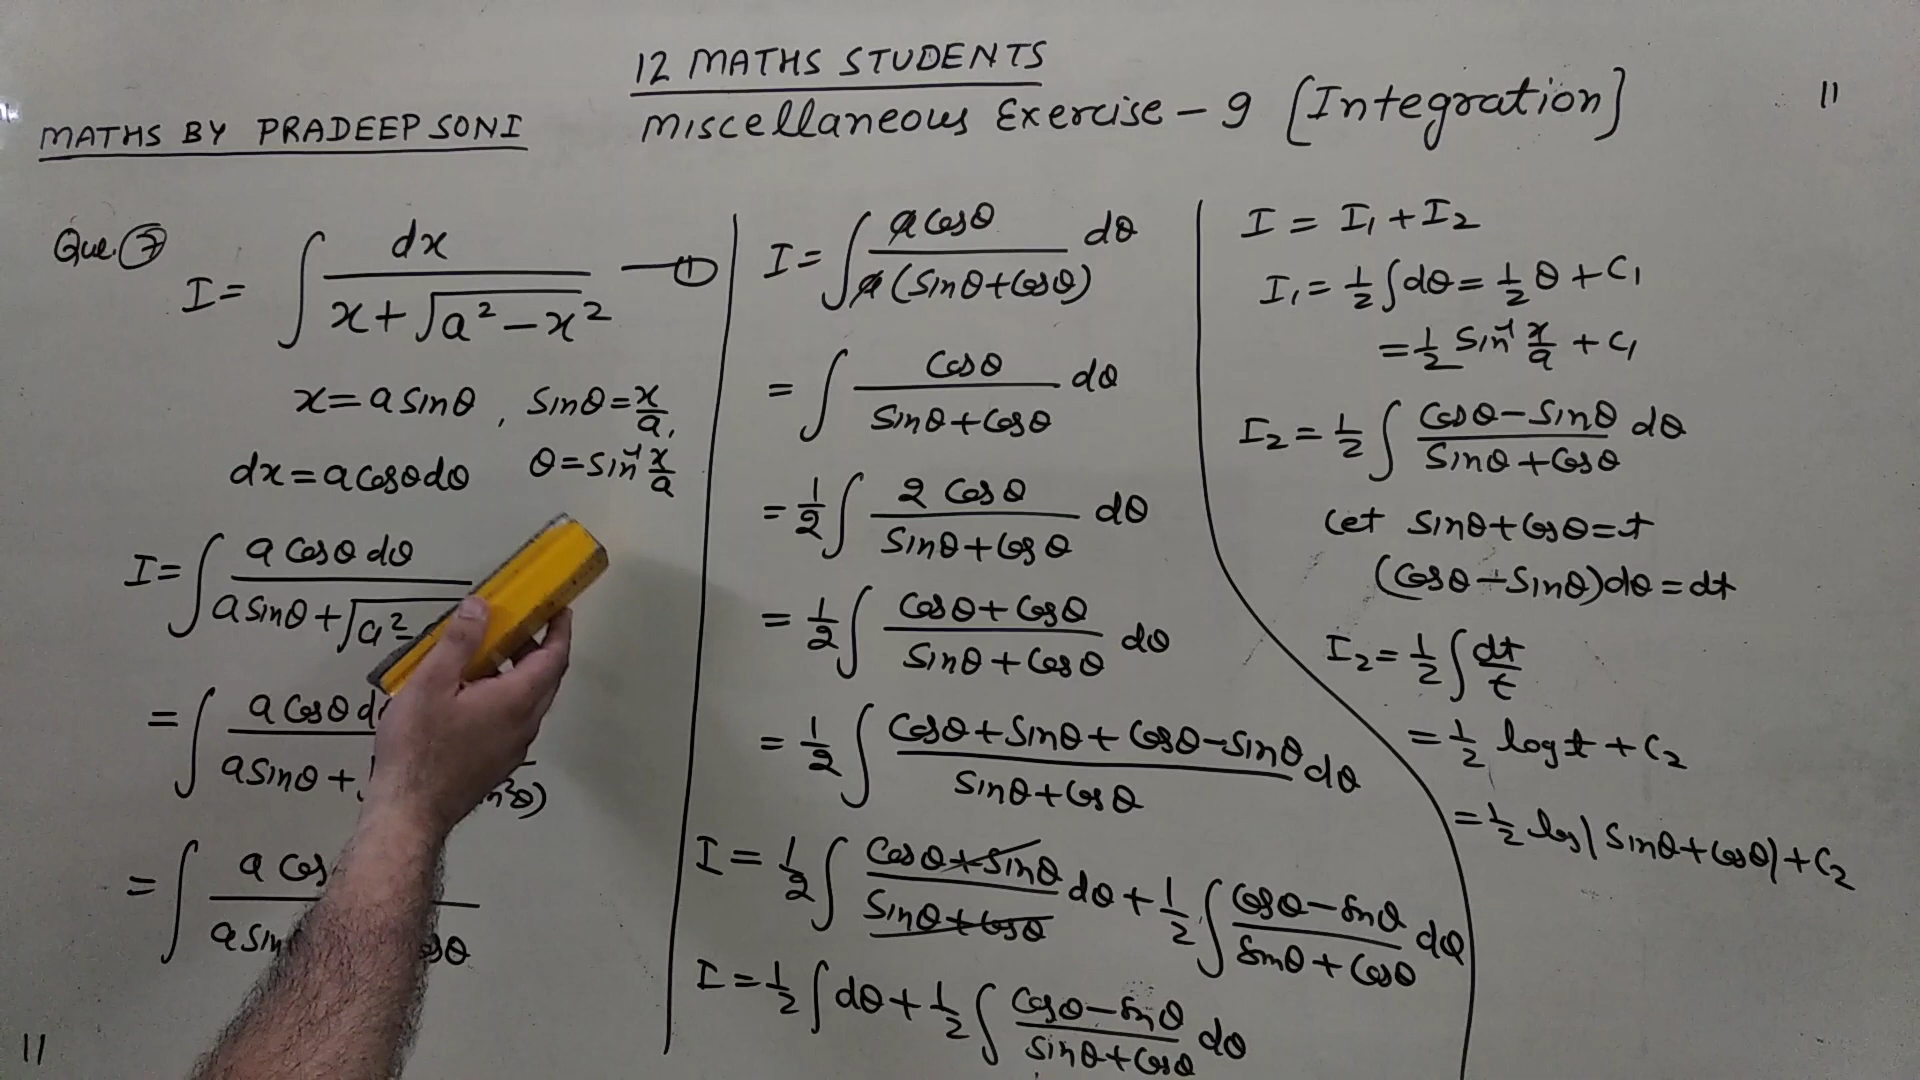 12 MATHS STUDENTS
MATHS BY PRADEEP SONI
Miscellaneous Exercise - 9 [Integration]
11
Que. ⑦
I = ∫ dx / (x + √(a² - x²)) — ①
x = a sinθ , sinθ = x/a,
dx = a cosθ dθ θ = sin⁻¹ x/a
I = ∫ a cosθ dθ / a sinθ + √a² -
= ∫ a cosθ d / a sinθ + sin²θ)
= ∫ a cos / a sin osθ
11
I = ∫ a cosθ / a (sinθ + cosθ) dθ
= ∫ cosθ / (sinθ + cosθ) dθ
= 1/2 ∫ 2 cosθ / (sinθ + cosθ) dθ
= 1/2 ∫ (cosθ + cosθ) / (sinθ + cosθ) dθ
= 1/2 ∫ (cosθ + sinθ + cosθ - sinθ) / (sinθ + cosθ) dθ
I = 1/2 ∫ (cosθ + sinθ) / (sinθ + cosθ) dθ + 1/2 ∫ (cosθ - sinθ) / (sinθ + cosθ) dθ
I = 1/2 ∫ dθ + 1/2 ∫ (cosθ - sinθ) / (sinθ + cosθ) dθ
I = I₁ + I₂
I₁ = 1/2 ∫ dθ = 1/2 θ + C₁
= 1/2 sin⁻¹ x/a + C₁
I₂ = 1/2 ∫ (cosθ - sinθ) / (sinθ + cosθ) dθ
Let sinθ + cosθ = t
(cosθ - sinθ) dθ = dt
I₂ = 1/2 ∫ dt/t
= 1/2 log t + C₂
= 1/2 log |sinθ + cosθ| + C₂